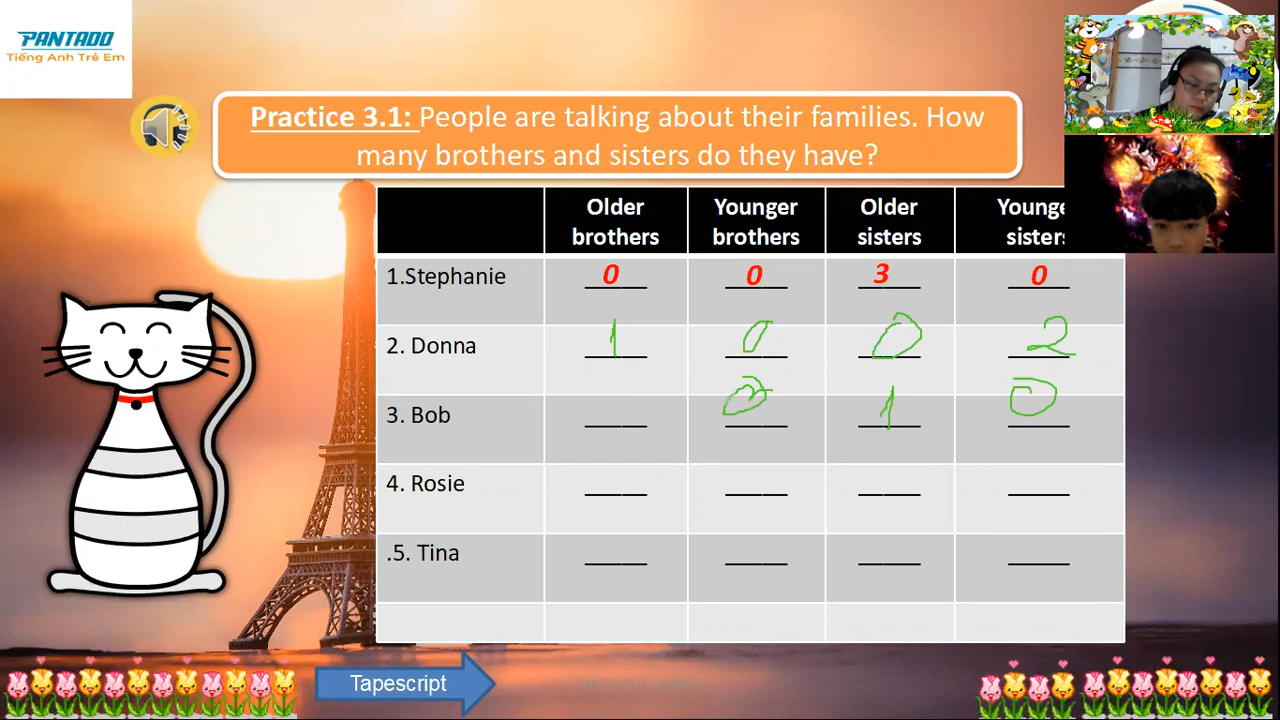 PANTADO
Tiếng Anh Trẻ Em
Practice 3.1: People are talking about their families. How
many brothers and sisters do they have?
Older brothers Younger brothers Older sisters Younge sister
1.Stephanie 0 0 3 0
2. Donna 1 0 0 2
3. Bob 1 0
4. Rosie
.5. Tina
Tapescript